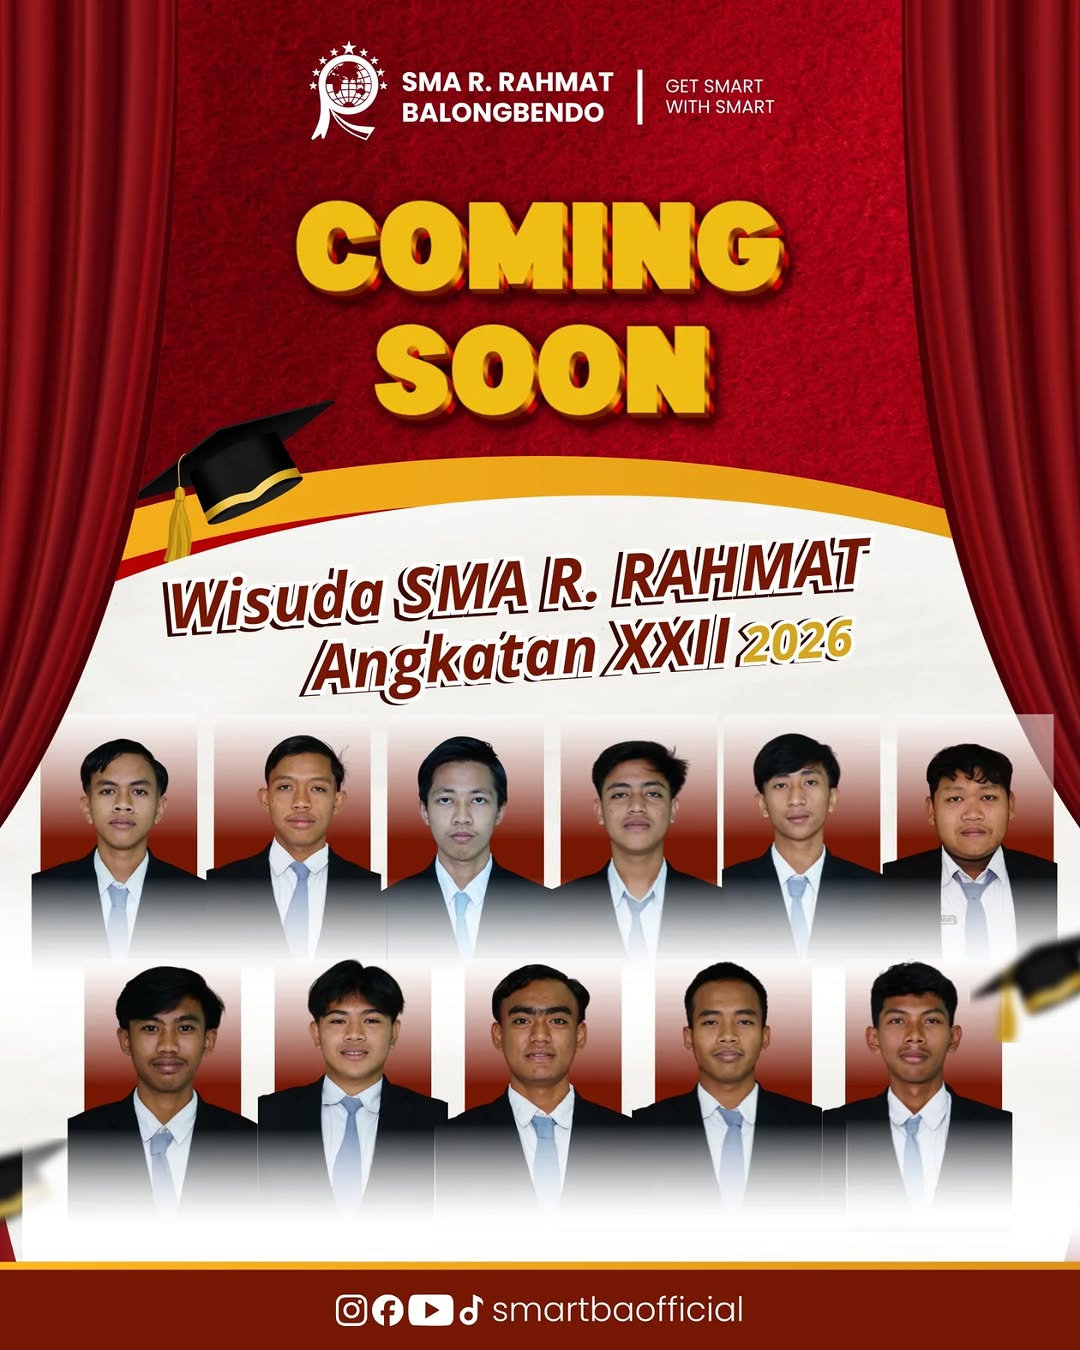 SMA R. RAHMAT
BALONGBENDO
GET SMART
WITH SMART
COMING
SOON
Wisuda SMA R. RAHMAT
Angkatan XXII 2026
smartbaofficial